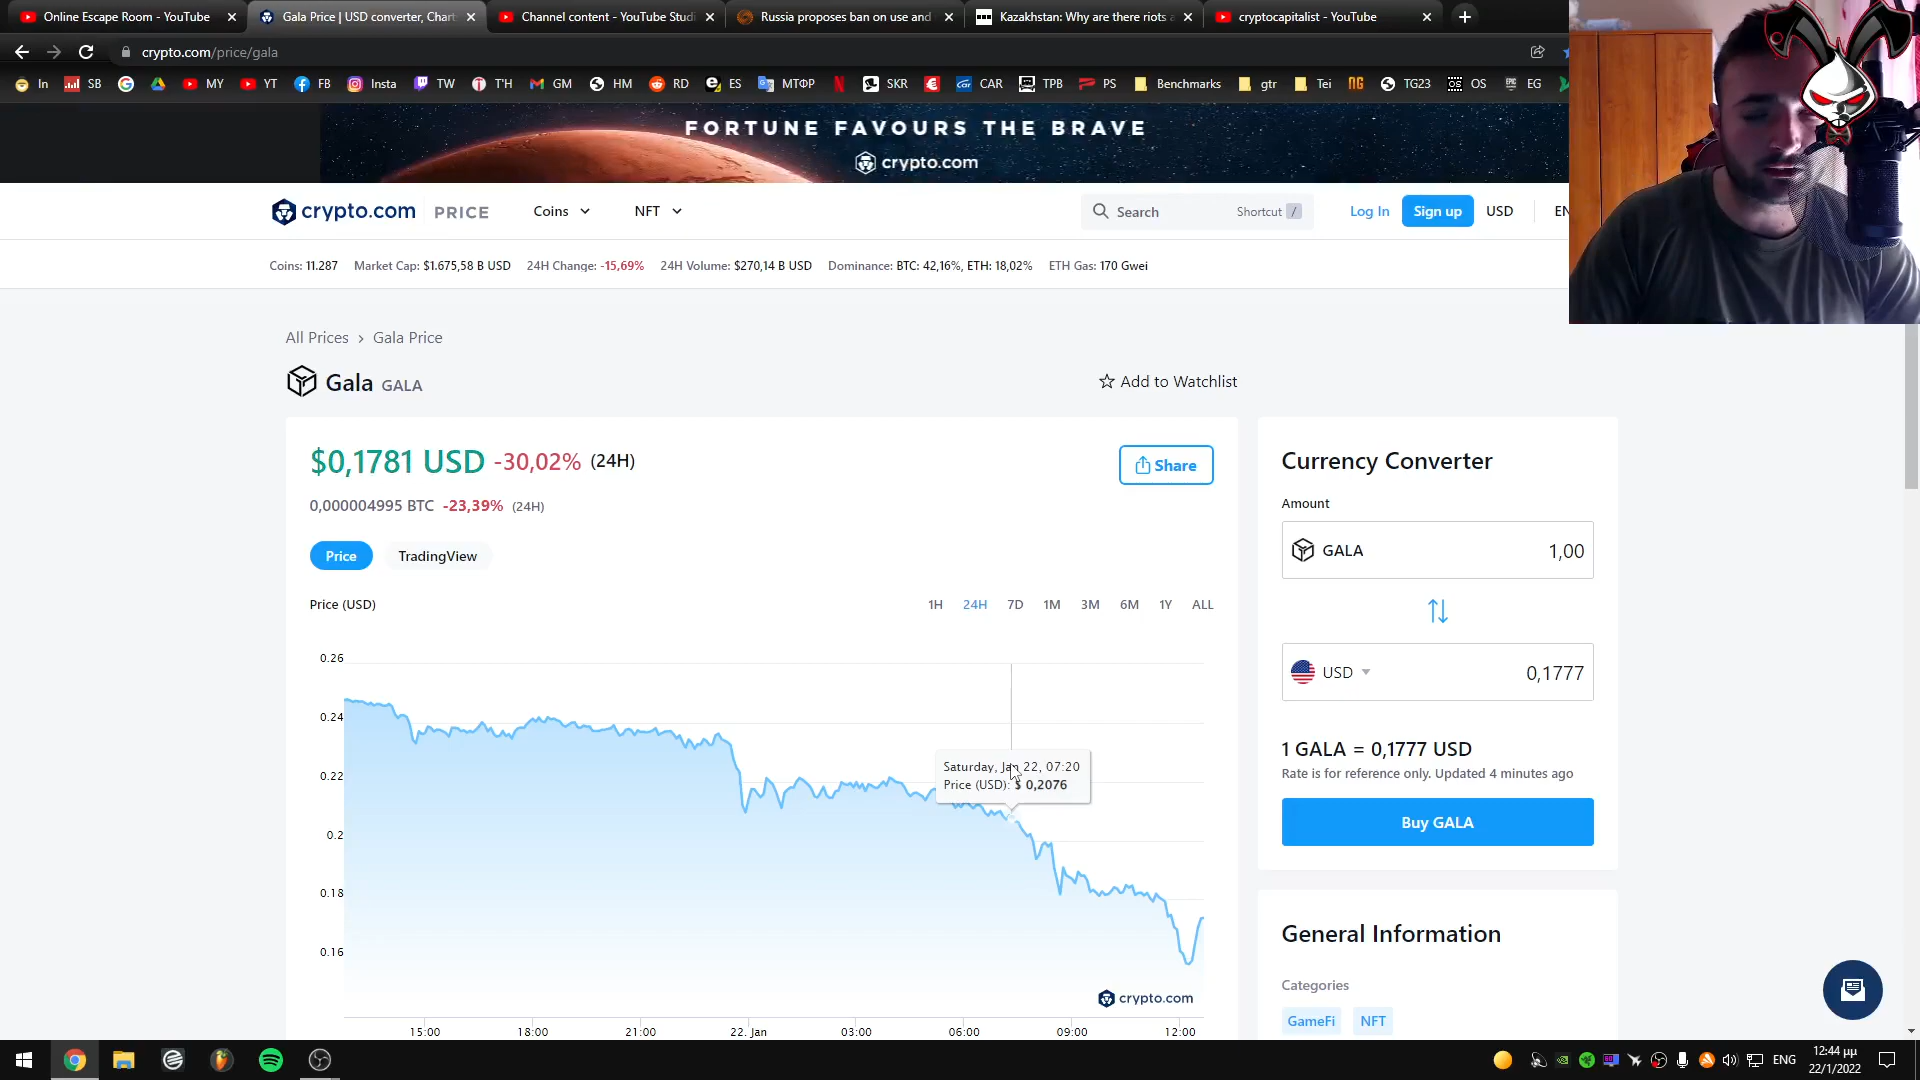 Online Escape Room - YouTube
Gala Price | USD converter, Chart
Channel content - YouTube Studi
Russia proposes ban on use and
Kazakhstan: Why are there riots a
cryptocapitalist - YouTube
crypto.com/price/gala
In SB MY YT FB Insta TW T'H GM HM RD ES ΜΤΦΡ SKR CAR TPB PS Benchmarks gtr Tei NG TG23 OS EG
FORTUNE FAVOURS THE BRAVE
crypto.com
crypto.com PRICE Coins NFT Search Shortcut / Log In Sign up USD EN
Coins: 11.287 Market Cap: $1.675,58 B USD 24H Change: -15,69% 24H Volume: $270,14 B USD Dominance: BTC: 42,16%, ETH: 18,02% ETH Gas: 170 Gwei
All Prices > Gala Price
Gala GALA
Add to Watchlist
$0,1781 USD -30,02% (24H)
Share
0,000004995 BTC -23,39% (24H)
Price TradingView
Price (USD)
1H 24H 7D 1M 3M 6M 1Y ALL
0.26
0.24
0.22
0.2
0.18
0.16
Saturday, Jan 22, 07:20
Price (USD): $ 0,2076
crypto.com
15:00 18:00 21:00 22. Jan 03:00 06:00 09:00 12:00
Currency Converter
Amount
GALA 1,00
USD 0,1777
1 GALA = 0,1777 USD
Rate is for reference only. Updated 4 minutes ago
Buy GALA
General Information
Categories
GameFi NFT
ENG
12:44 μμ
22/1/2022